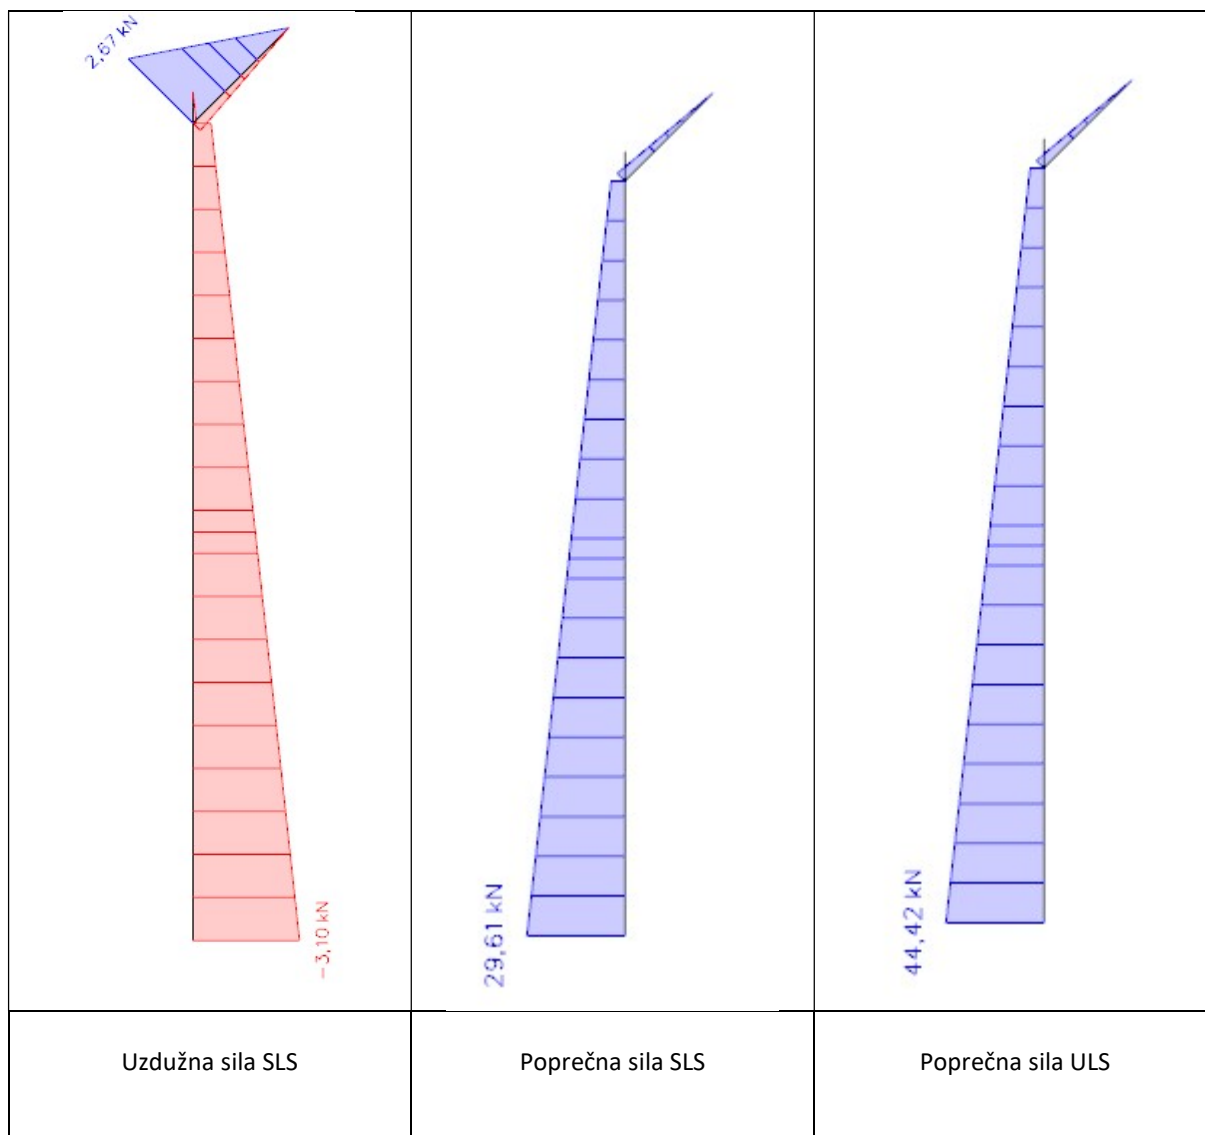 2,67 kN
−3,10 kN
29,61 kN
44,42 kN
Uzdužna sila SLS
Poprečna sila SLS
Poprečna sila ULS